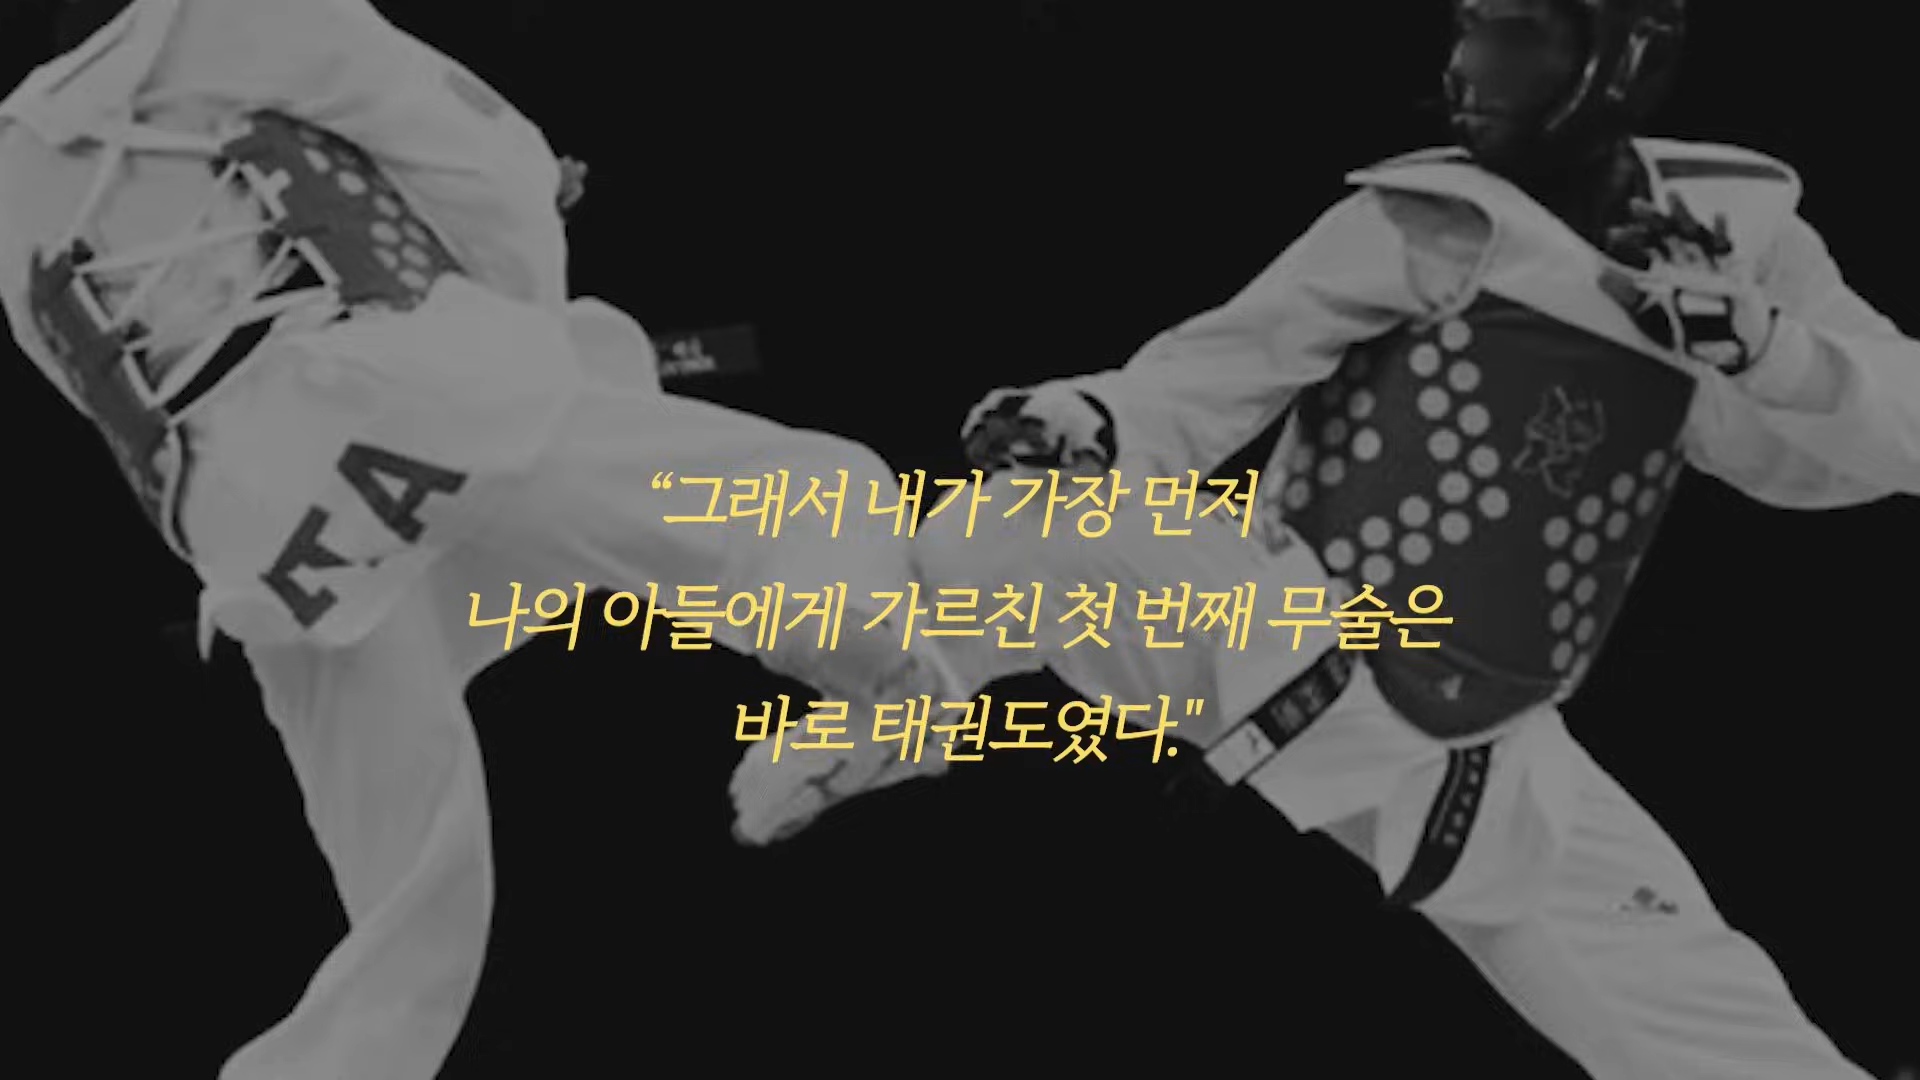 “그래서 내가 가장 먼저
나의 아들에게 가르친 첫 번째 무술은
바로 태권도였다."
ITA